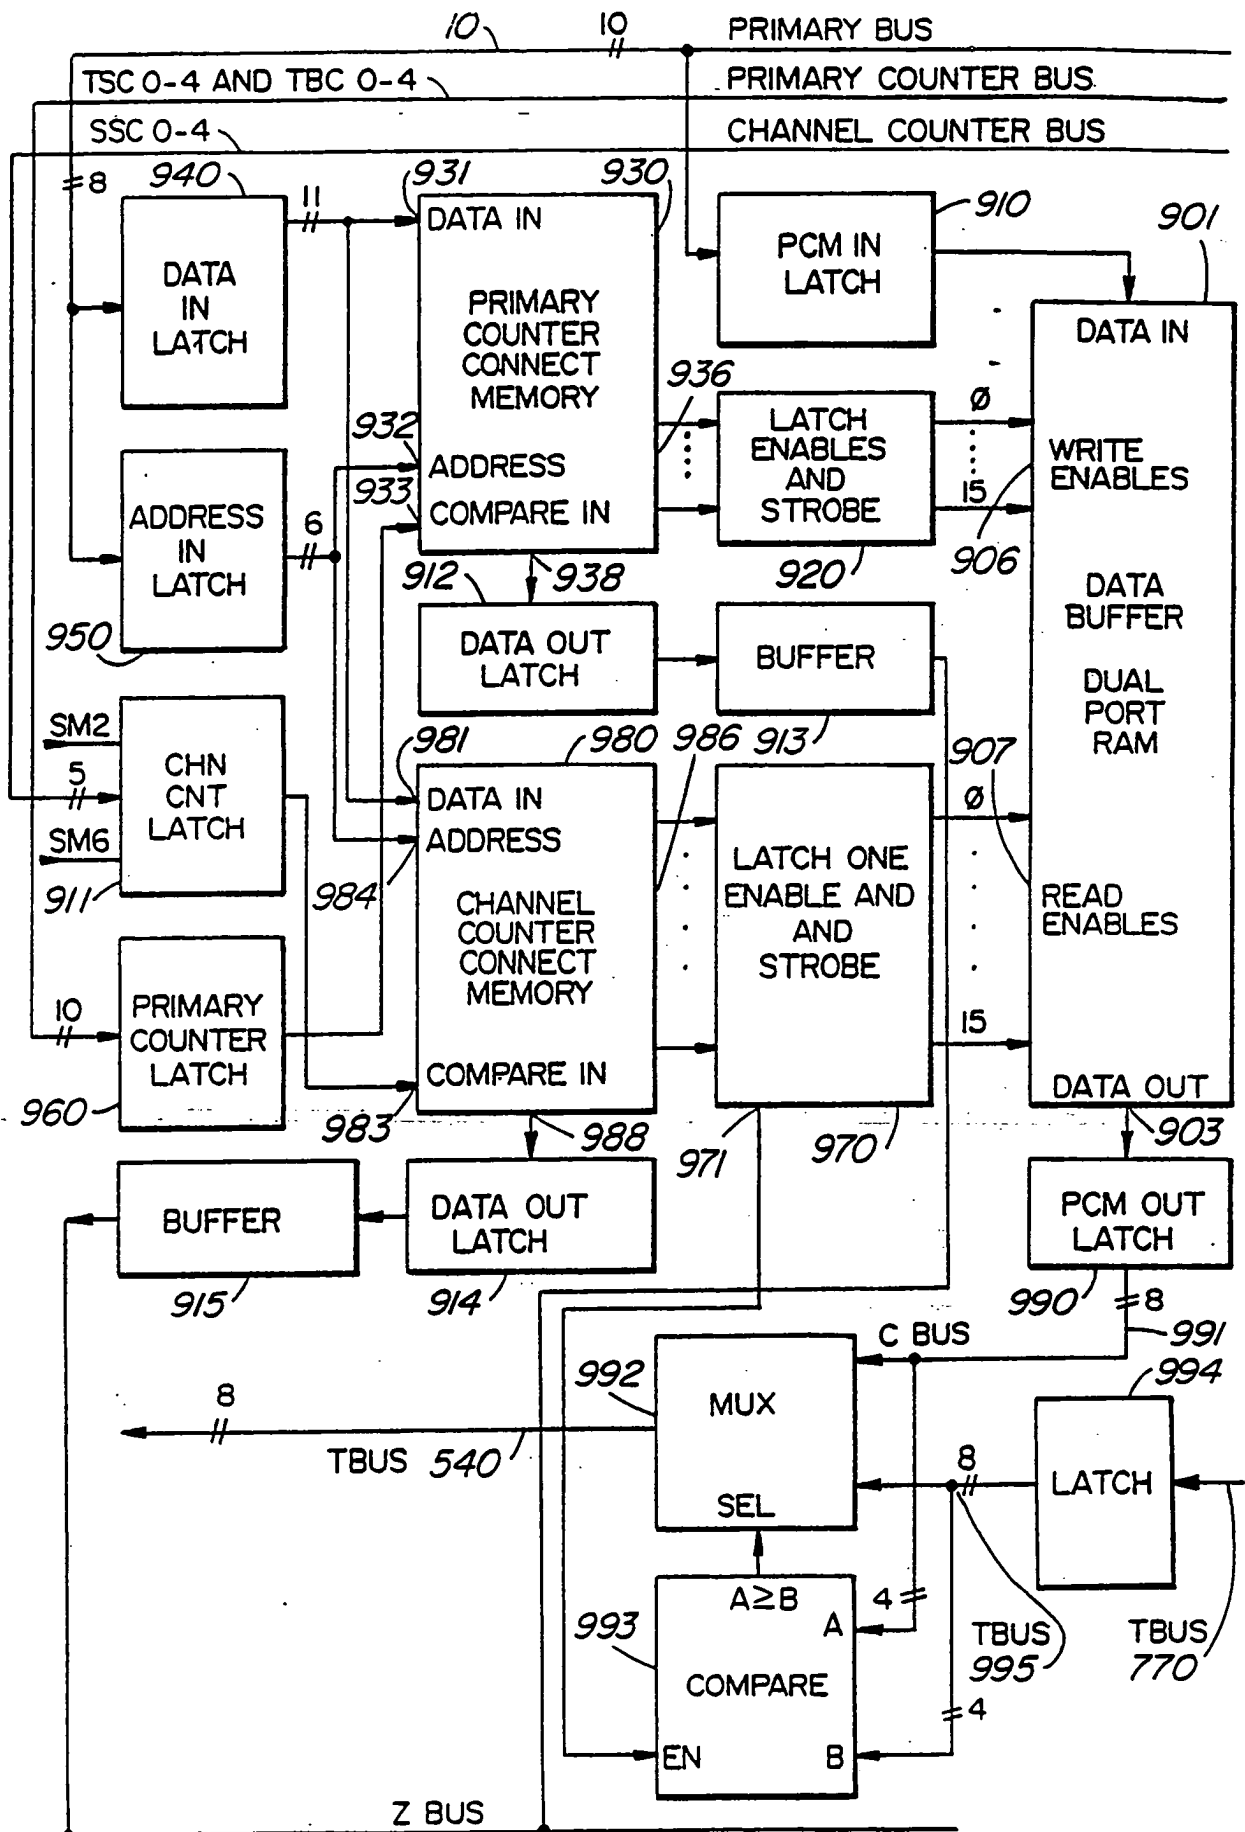 10
10
PRIMARY BUS
TSC 0-4 AND TBC 0-4
PRIMARY COUNTER BUS
SSC 0-4
CHANNEL COUNTER BUS
8
940
11
931
930
910
901
DATA
IN
LATCH
DATA IN
PRIMARY
COUNTER
CONNECT
MEMORY
PCM IN
LATCH
DATA IN
936
932
ADDRESS
933
COMPARE IN
LATCH
ENABLES
AND
STROBE
Ø
15
WRITE
ENABLES
ADDRESS
IN
LATCH
6
950
912
938
920
906
DATA OUT
LATCH
BUFFER
DATA
BUFFER
DUAL
PORT
RAM
SM2
5
SM6
CHN
CNT
LATCH
911
981
980
986
913
907
DATA IN
ADDRESS
984
CHANNEL
COUNTER
CONNECT
MEMORY
COMPARE IN
LATCH ONE
ENABLE AND
AND
STROBE
Ø
READ
ENABLES
15
10
PRIMARY
COUNTER
LATCH
960
983
988
971
970
DATA OUT
903
BUFFER
DATA OUT
LATCH
PCM OUT
LATCH
915
914
990
8
991
C BUS
992
MUX
SEL
994
8
TBUS 540
8
LATCH
A≥B
4
A
993
COMPARE
TBUS
995
TBUS
770
4
EN
B
Z BUS